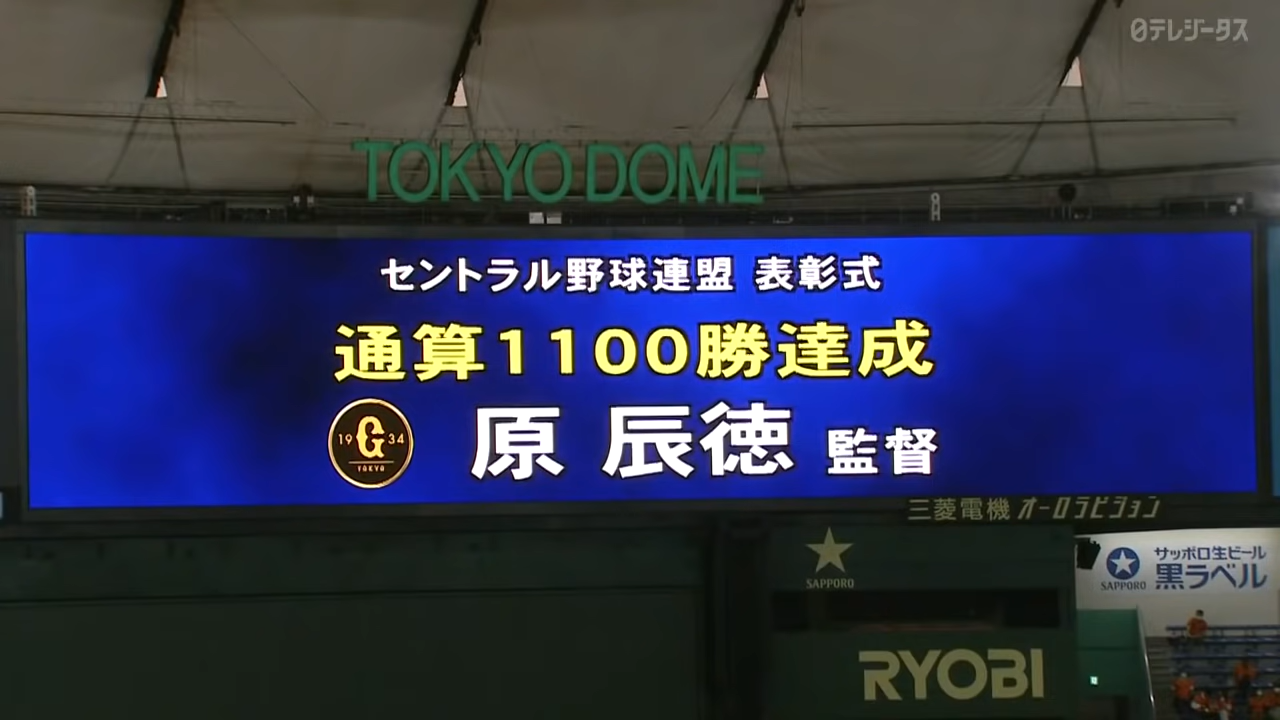 日テレジータス
TOKYO DOME
セントラル野球連盟 表彰式
通算1100勝達成
19 G 34
TOKYO
原 辰徳 監督
三菱電機 オーロラビジョン
SAPPORO
サッポロ生ビール
黒ラベル
SAPPORO
RYOBI